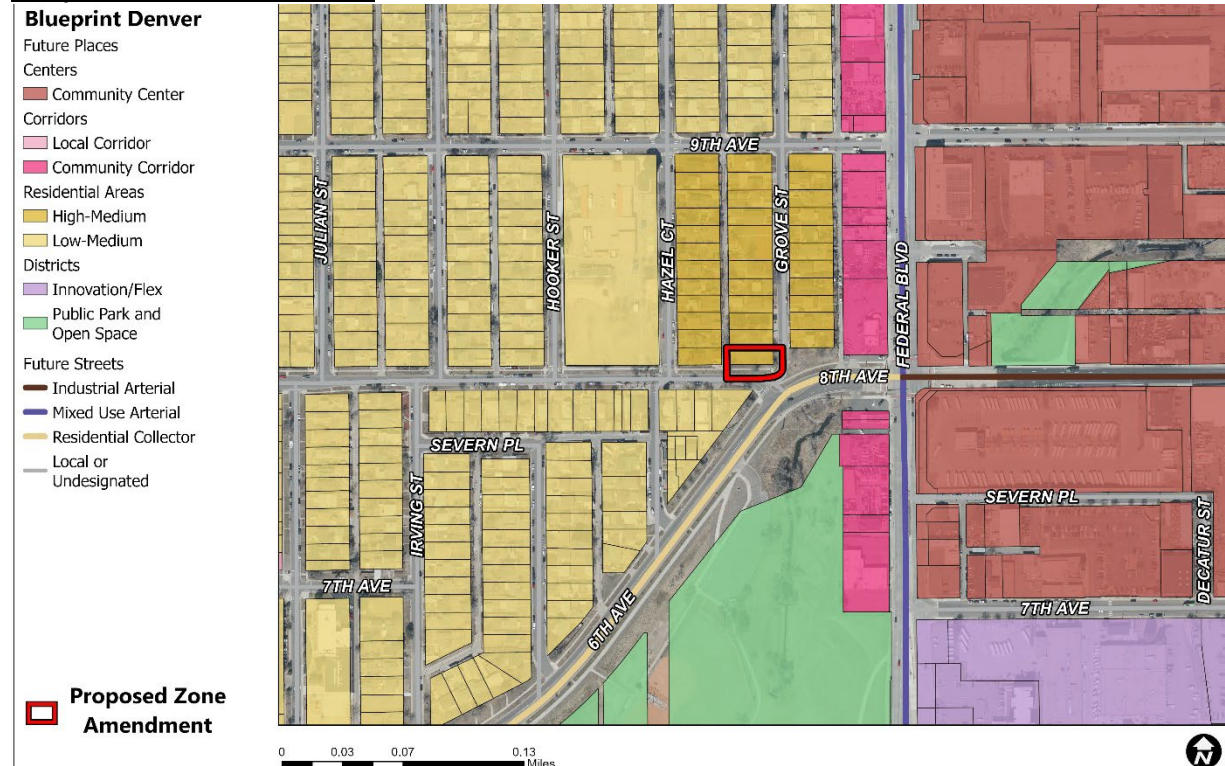 Blueprint Denver
Future Places
Centers
Community Center
Corridors
Local Corridor
Community Corridor
Residential Areas
High-Medium
Low-Medium
Districts
Innovation/Flex
Public Park and
Open Space
Future Streets
Industrial Arterial
Mixed Use Arterial
Residential Collector
Local or
Undesignated
Proposed Zone
Amendment
9TH AVE
JULIAN ST
HOOKER ST
HAZEL CT
GROVE ST
FEDERAL BLVD
8TH AVE
SEVERN PL
IRVING ST
SEVERN PL
DECATUR ST
7TH AVE
7TH AVE
6TH AVE
0 0.03 0.07 0.13
Miles
N